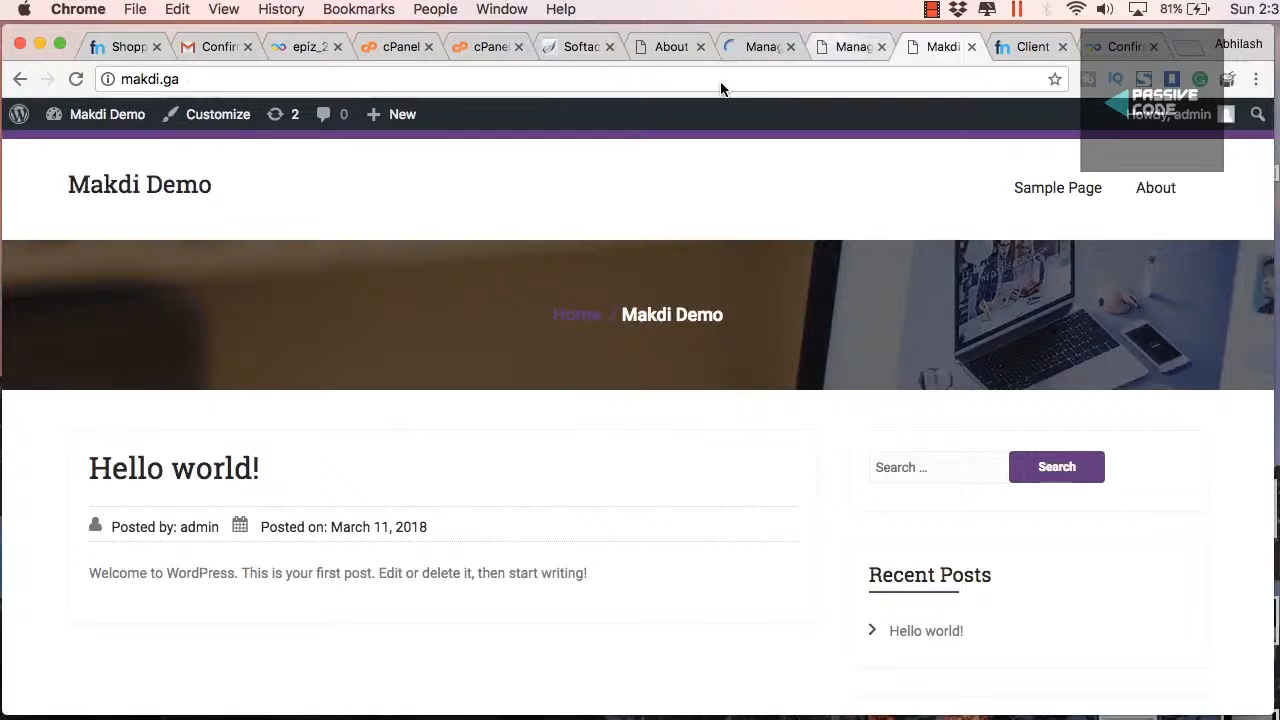 Chrome File Edit View History Bookmarks People Window Help 81% Sun 2:3
Shopp Confirm epiz_2 cPanel cPanel Softac About Manag Manag Makdi Client Confirm Abhilash
makdi.ga
Makdi Demo Customize 2 0 New Howdy, admin
PASSIVE
CODE
Makdi Demo
Sample Page About
Home / Makdi Demo
Hello world!
Posted by: admin Posted on: March 11, 2018
Welcome to WordPress. This is your first post. Edit or delete it, then start writing!
Search ... Search
Recent Posts
Hello world!